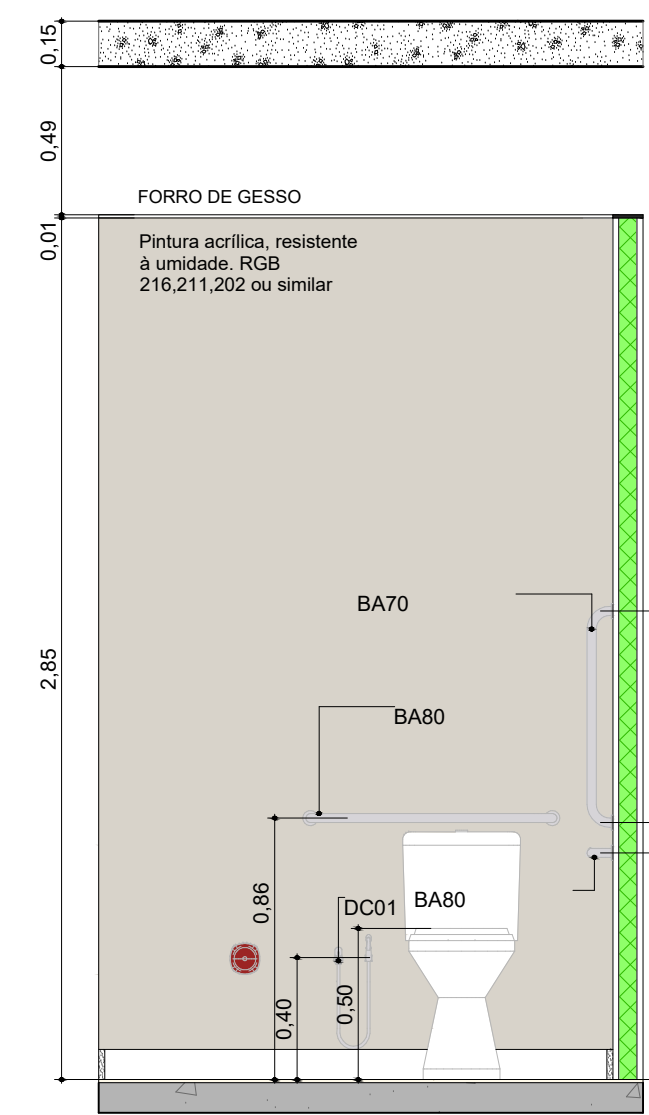 0,15
0,49
FORRO DE GESSO
0,01
Pintura acrílica, resistente
à umidade. RGB
216,211,202 ou similar
BA70
2,85
BA80
0,86
DC01
BA80
0,50
0,40